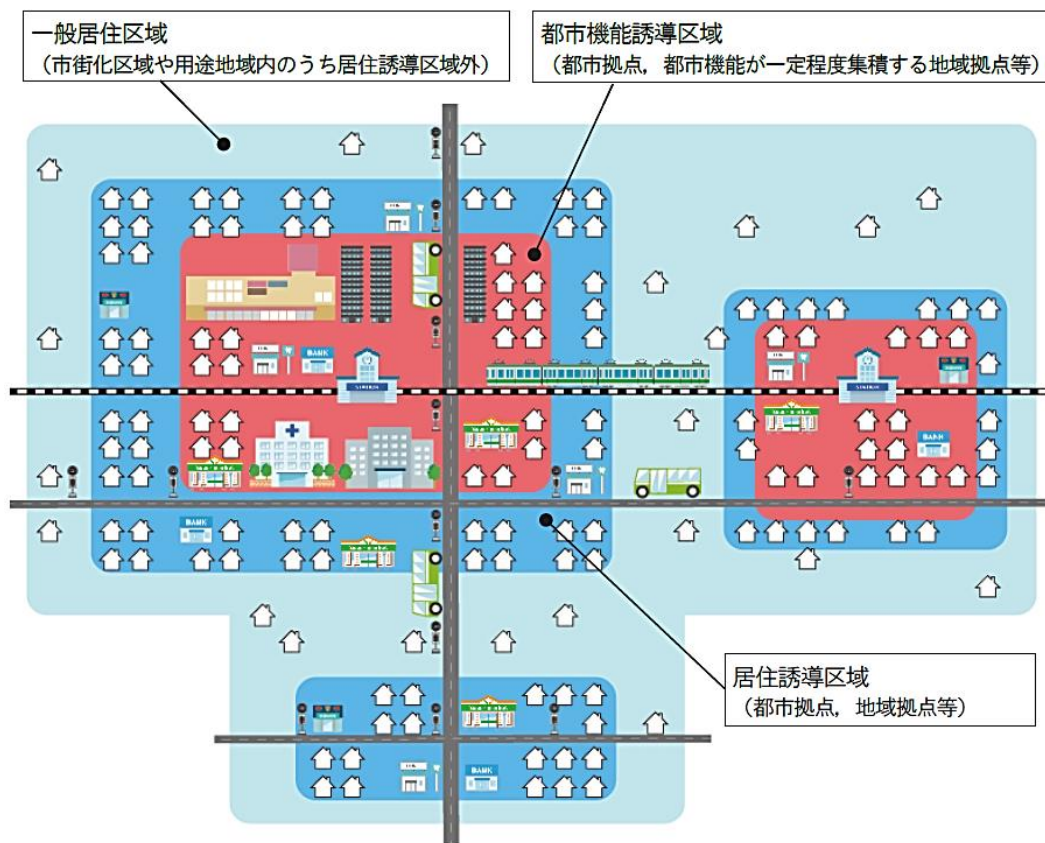 一般居住区域
（市街化区域や用途地域内のうち居住誘導区域外）
都市機能誘導区域
（都市拠点，都市機能が一定程度集積する地域拠点等）
BANK
STATION
STATION
BANK
BANK
居住誘導区域
（都市拠点，地域拠点等）
BANK